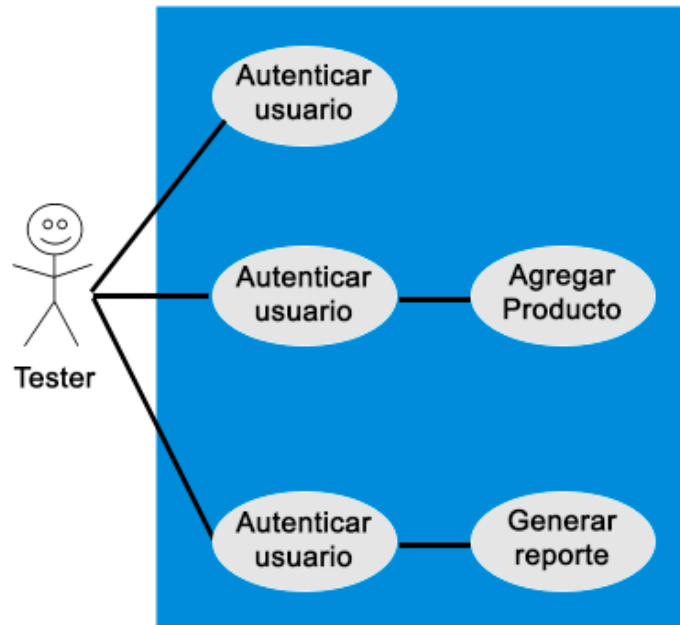 Autenticar
usuario
Autenticar
usuario
Agregar
Producto
Tester
Autenticar
usuario
Generar
reporte